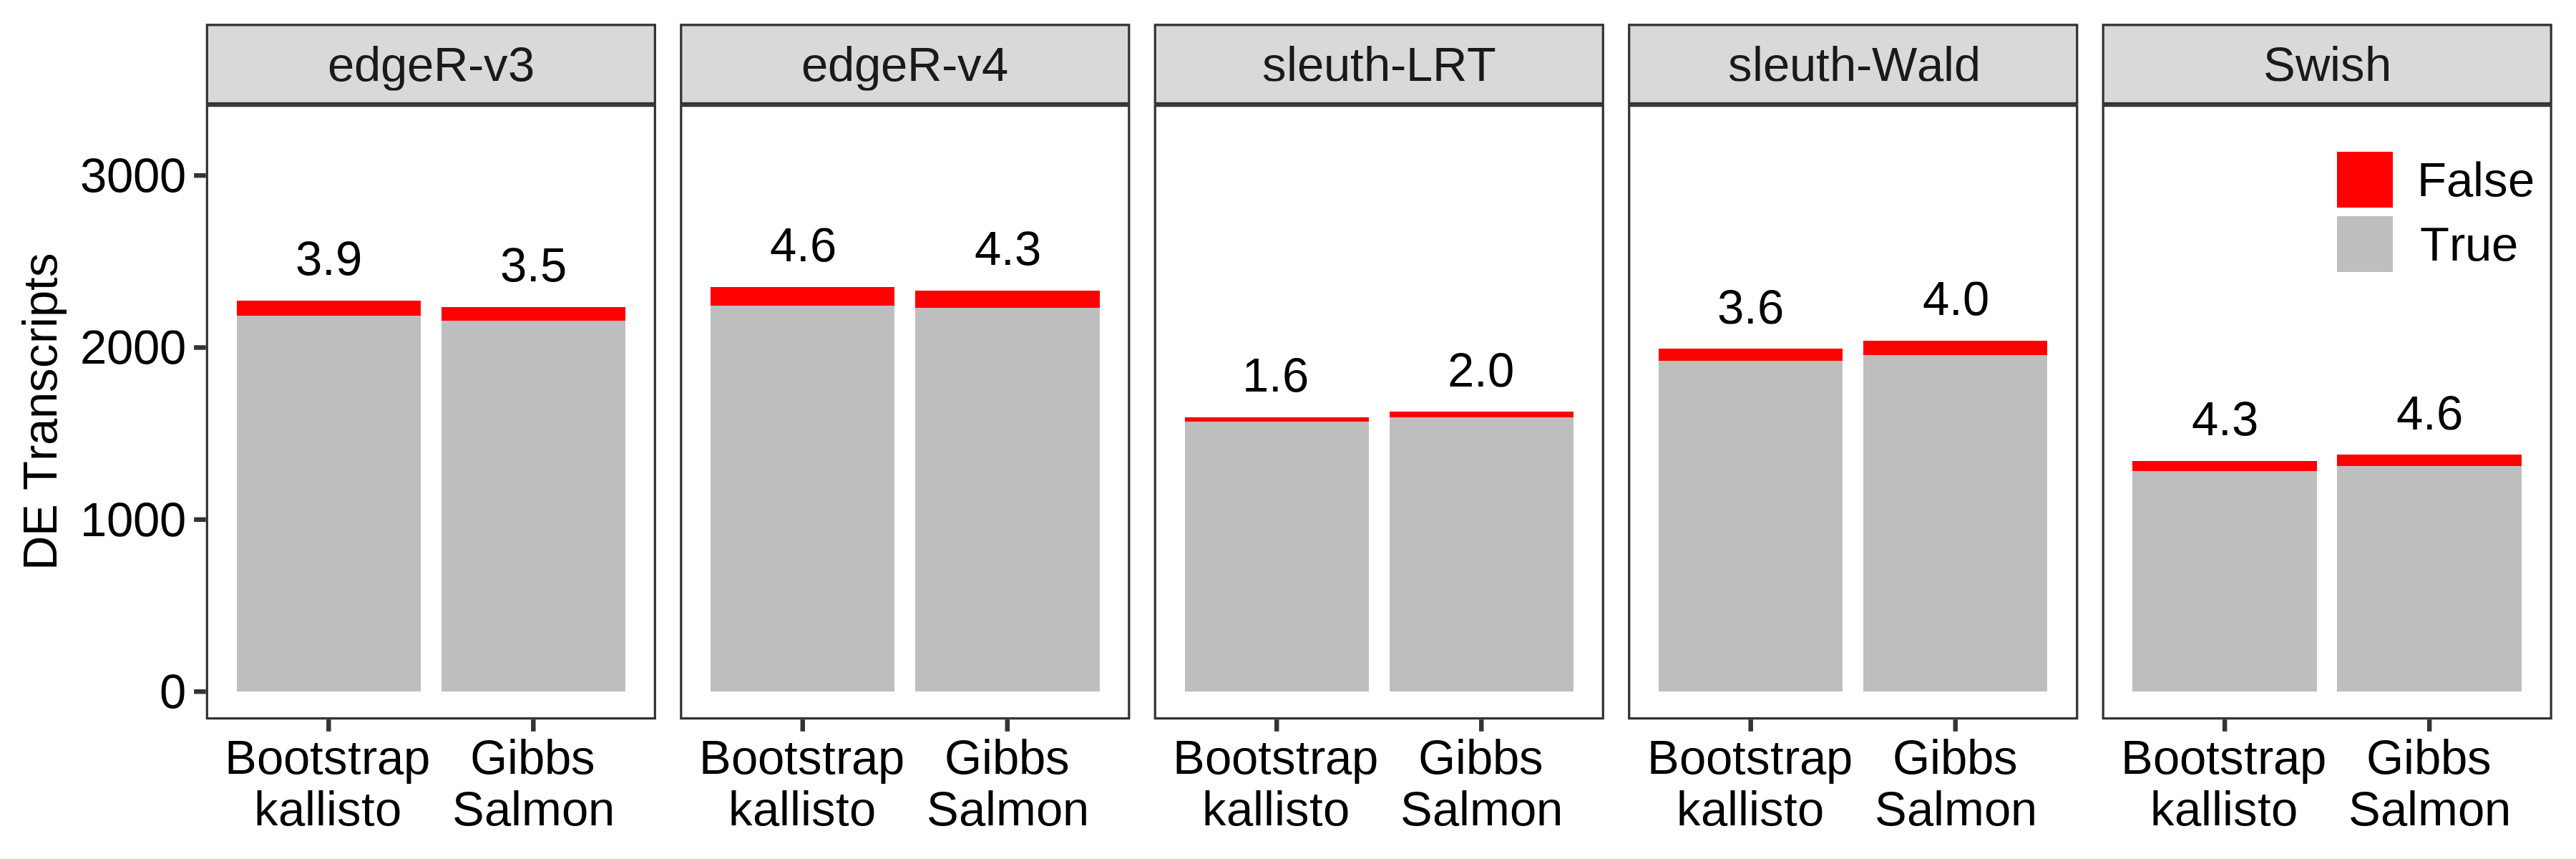 edgeR-v3
edgeR-v4
sleuth-LRT
sleuth-Wald
Swish
DE Transcripts
3000
2000
1000
0
3.9
3.5
4.6
4.3
1.6
2.0
3.6
4.0
4.3
4.6
False
True
Bootstrap
kallisto
Gibbs
Salmon
Bootstrap
kallisto
Gibbs
Salmon
Bootstrap
kallisto
Gibbs
Salmon
Bootstrap
kallisto
Gibbs
Salmon
Bootstrap
kallisto
Gibbs
Salmon